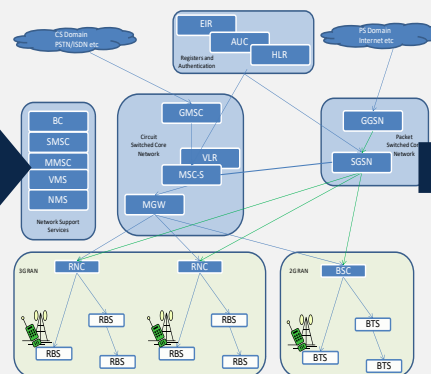 CS Domain
PSTN/ISDN etc
EIR
AUC
HLR
Registers and
Authentication
PS Domain
Internet etc
BC
SMSC
MMSC
VMS
NMS
Network Support
Services
GMSC
Circuit
Switched Core
Network
VLR
MSC-S
MGW
GGSN
Packet
Switched Core
Network
SGSN
3G RAN
RNC
RNC
RBS
RBS
RBS
RBS
RBS
RBS
2G RAN
BSC
BTS
BTS
BTS